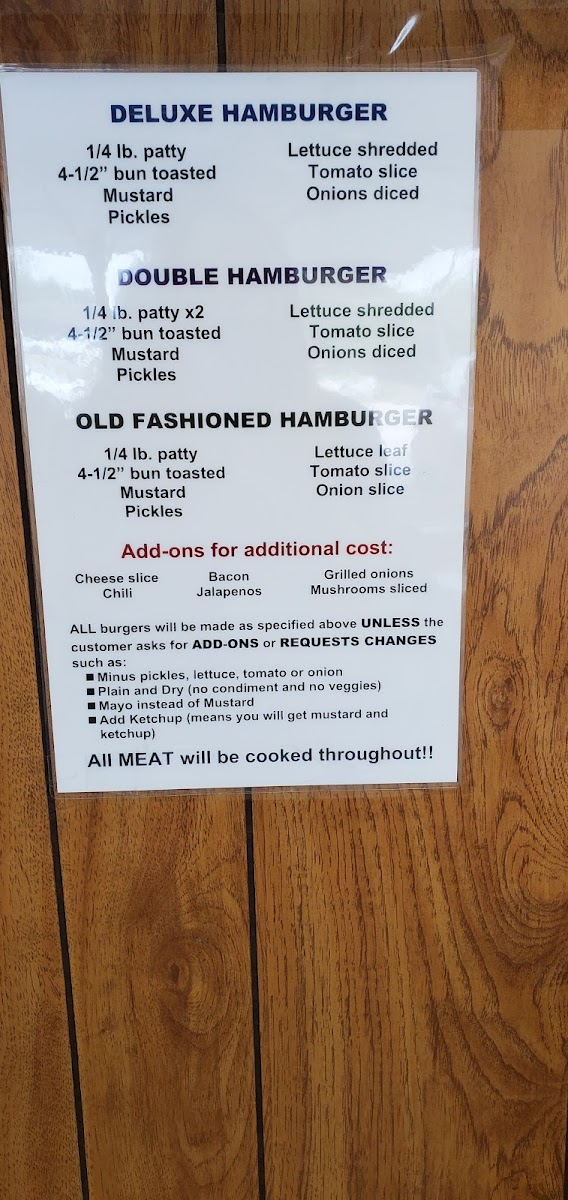 DELUXE HAMBURGER
1/4 lb. patty
4-1/2” bun toasted
Mustard
Pickles
Lettuce shredded
Tomato slice
Onions diced
DOUBLE HAMBURGER
1/4 lb. patty x2
4-1/2” bun toasted
Mustard
Pickles
Lettuce shredded
Tomato slice
Onions diced
OLD FASHIONED HAMBURGER
1/4 lb. patty
4-1/2” bun toasted
Mustard
Pickles
Lettuce leaf
Tomato slice
Onion slice
Add-ons for additional cost:
Cheese slice
Chili
Bacon
Jalapenos
Grilled onions
Mushrooms sliced
ALL burgers will be made as specified above UNLESS the
customer asks for ADD-ONS or REQUESTS CHANGES
such as:
■ Minus pickles, lettuce, tomato or onion
■ Plain and Dry (no condiment and no veggies)
■ Mayo instead of Mustard
■ Add Ketchup (means you will get mustard and
ketchup)
All MEAT will be cooked throughout!!